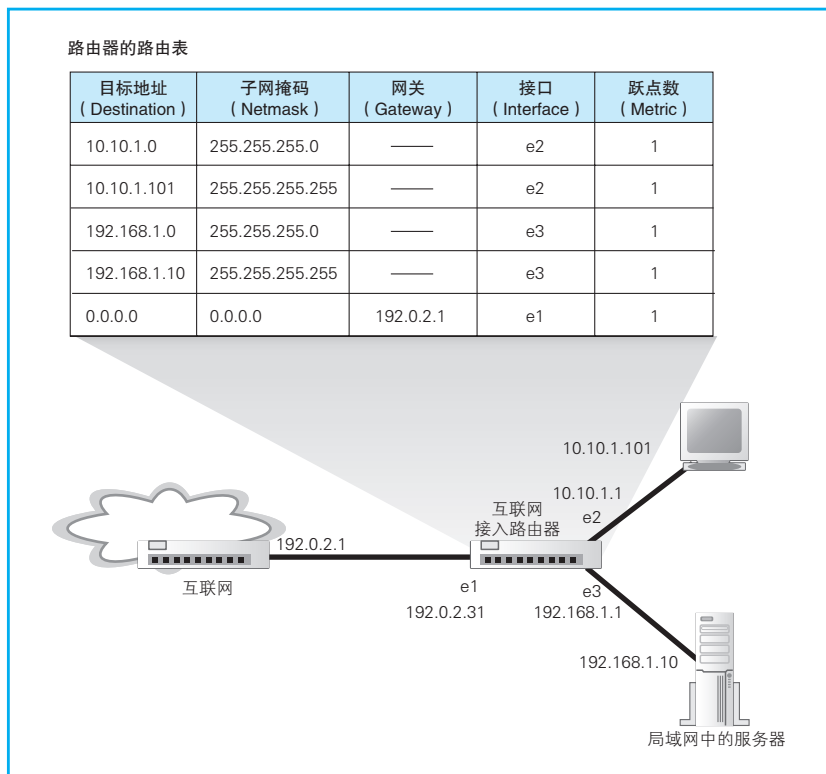 路由器的路由表
目标地址 子网掩码 网关 接口 跃点数
（Destination） （Netmask） （Gateway） （Interface） （Metric）
10.10.1.0 255.255.255.0 —— e2 1
10.10.1.101 255.255.255.255 —— e2 1
192.168.1.0 255.255.255.0 —— e3 1
192.168.1.10 255.255.255.255 —— e3 1
0.0.0.0 0.0.0.0 192.0.2.1 e1 1
10.10.1.101
10.10.1.1
互联网
接入路由器
e2
192.0.2.1
互联网
e1
192.0.2.31
e3
192.168.1.1
192.168.1.10
局域网中的服务器